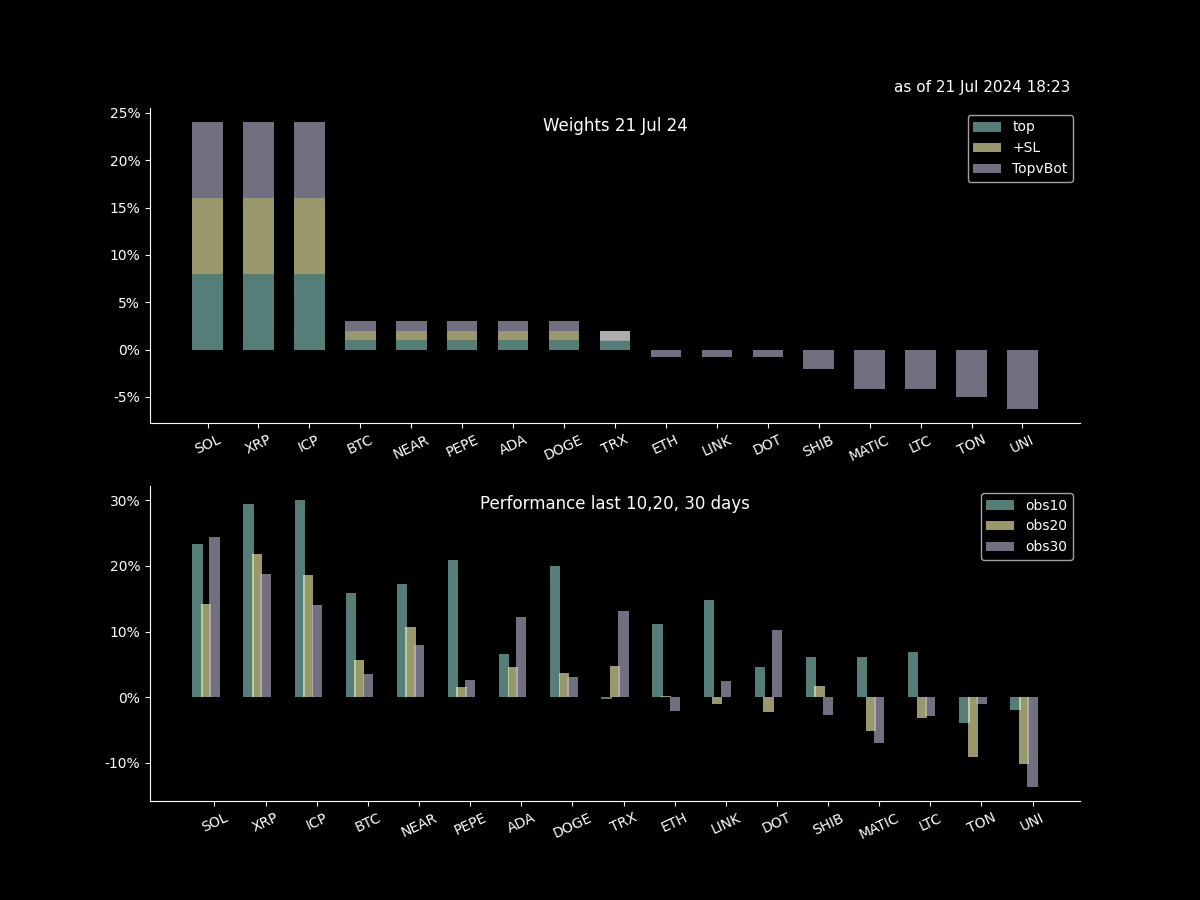 as of 21 Jul 2024 18:23
Weights 21 Jul 24
top
+SL
TopvBot
25%
20%
15%
10%
5%
0%
-5%
SOL XRP ICP BTC NEAR PEPE ADA DOGE TRX ETH LINK DOT SHIB MATIC LTC TON UNI
Performance last 10,20, 30 days
obs10
obs20
obs30
30%
20%
10%
0%
-10%
SOL XRP ICP BTC NEAR PEPE ADA DOGE TRX ETH LINK DOT SHIB MATIC LTC TON UNI